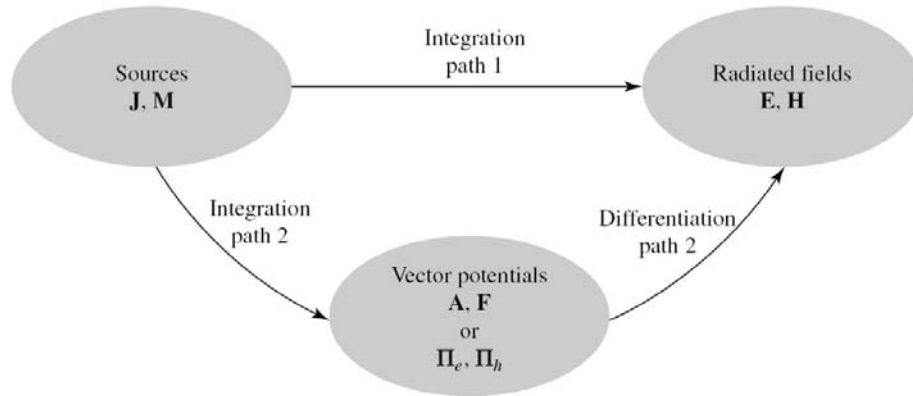 Sources
J, M
Integration
path 1
Radiated fields
E, H
Integration
path 2
Differentiation
path 2
Vector potentials
A, F
or
Πₑ, Πₕ